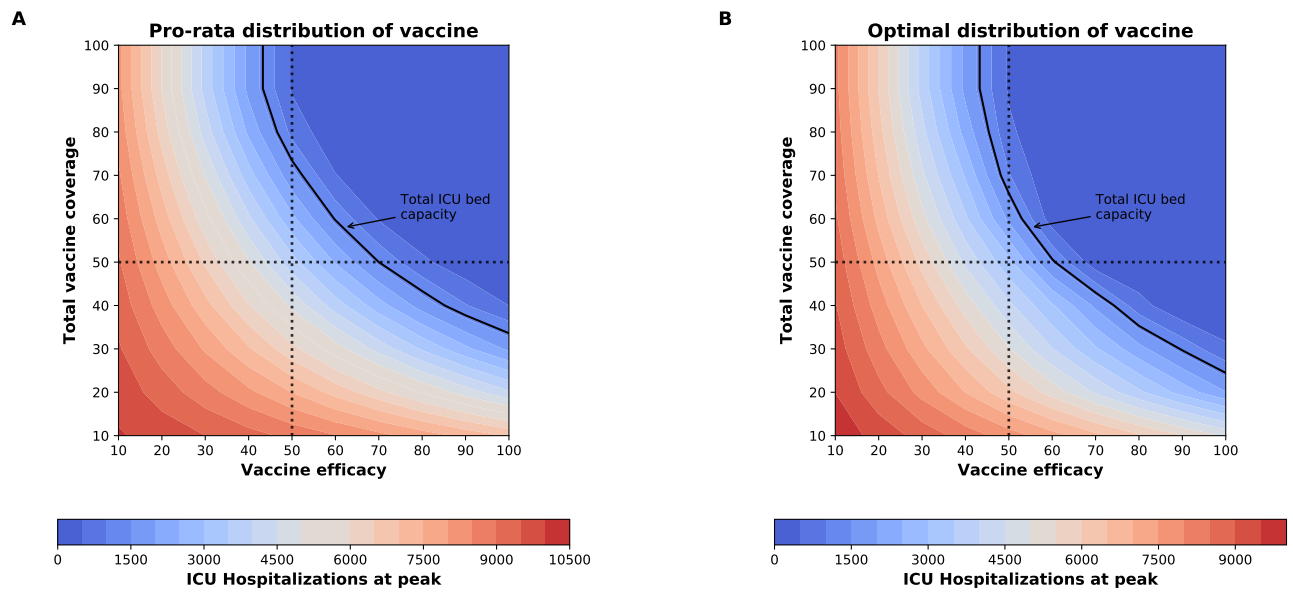 A
Pro-rata distribution of vaccine
100
90
80
70
60
50
40
30
20
10
Total vaccine coverage
Total ICU bed
capacity
10 20 30 40 50 60 70 80 90 100
Vaccine efficacy
0 1500 3000 4500 6000 7500 9000 10500
ICU Hospitalizations at peak
B
Optimal distribution of vaccine
100
90
80
70
60
50
40
30
20
10
Total vaccine coverage
Total ICU bed
capacity
10 20 30 40 50 60 70 80 90 100
Vaccine efficacy
0 1500 3000 4500 6000 7500 9000
ICU Hospitalizations at peak